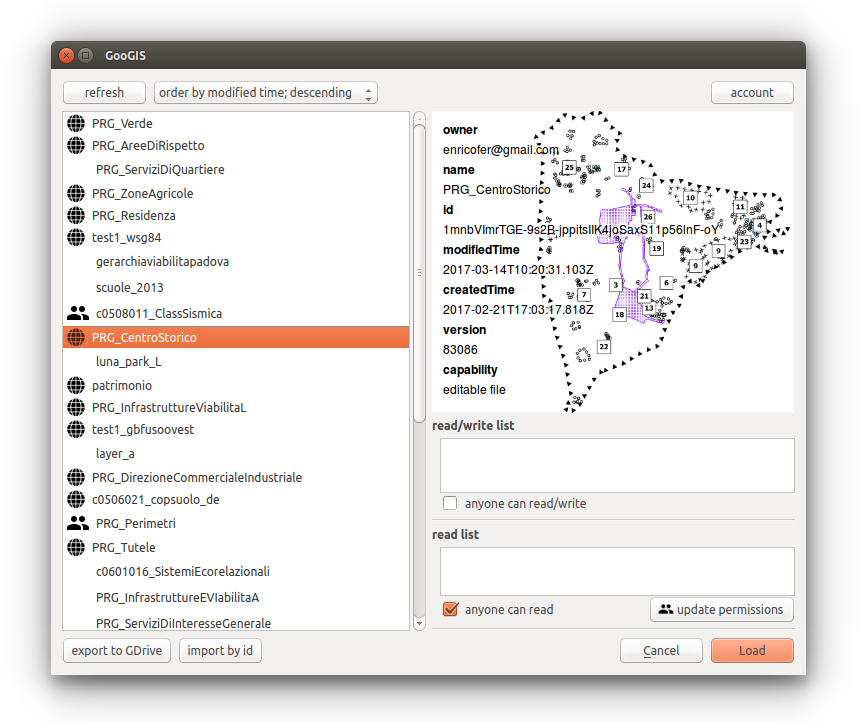 GooGIS
refresh
order by modified time; descending
account
PRG_Verde
PRG_AreeDiRispetto
PRG_ServiziDiQuartiere
PRG_ZoneAgricole
PRG_Residenza
test1_wsg84
gerarchiaviabilitapadova
scuole_2013
c0508011_ClassSismica
PRG_CentroStorico
luna_park_L
patrimonio
PRG_InfrastruttureViabilitaL
test1_gbfusoovest
layer_a
PRG_DirezioneCommercialeIndustriale
c0506021_copsuolo_de
PRG_Perimetri
PRG_Tutele
c0601016_SistemiEcorelazionali
PRG_InfrastruttureEVIabilitaA
PRG_ServiziDiInteresseGenerale
owner
enricofer@gmail.com
name
PRG_CentroStorico
id
modifiedTime
2017-03-14T10:20:31.103Z
createdTime
2017-02-21T17:03:17.818Z
version
83086
capability
editable file
25
17
24
10
11
4
26
23
19
9
9
6
3
7
21
13
18
22
read/write list
anyone can read/write
read list
anyone can read
update permissions
export to GDrive
import by id
Cancel
Load